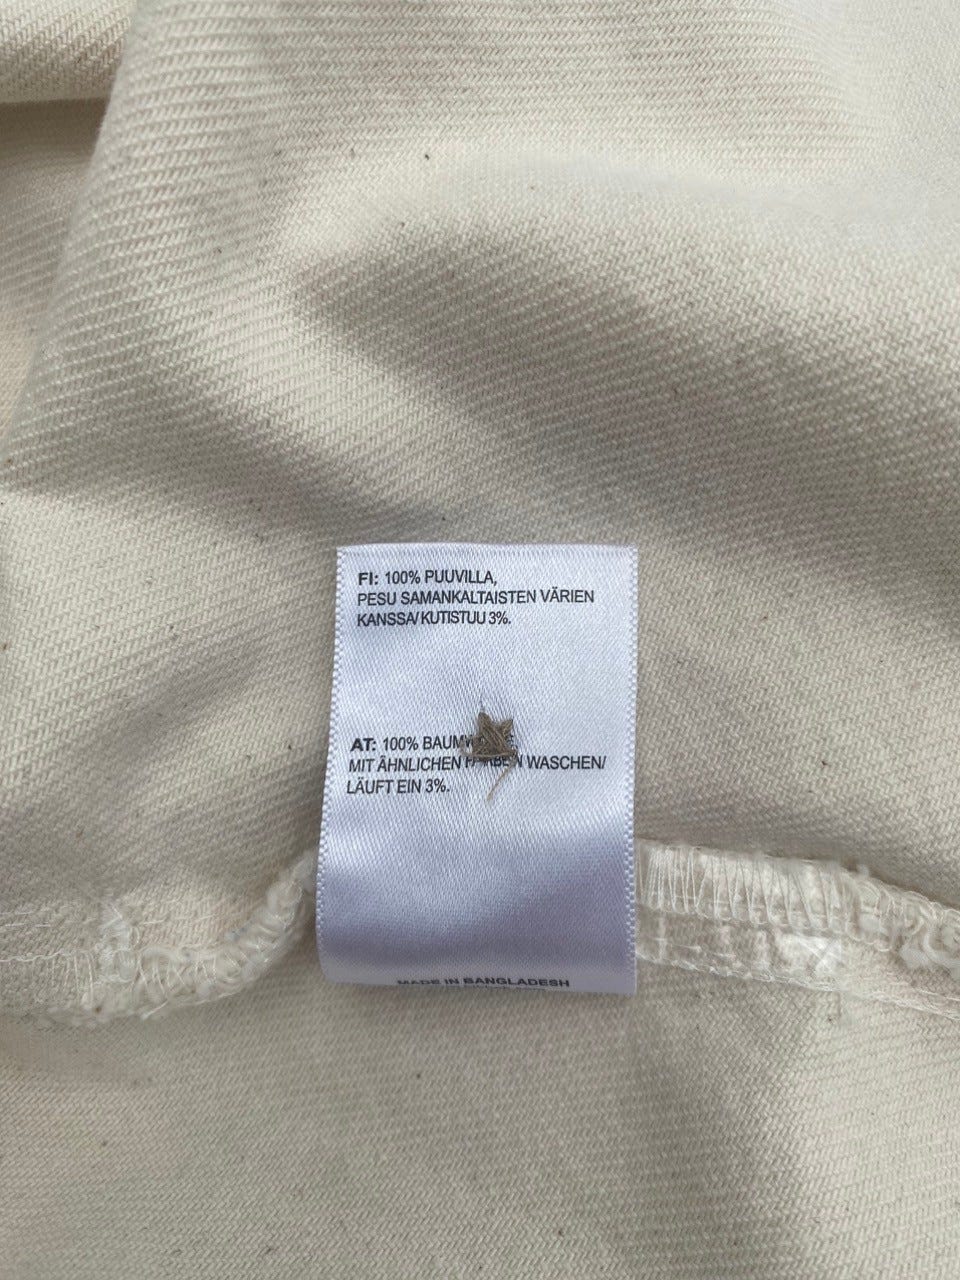 FI: 100% PUUVILLA,
PESU SAMANKALTAISTEN VÄRIEN
KANSSA/ KUTISTUU 3%.
AT: 100%
MIT ÄHNLICHEN WASCHEN/
LÄUFT EIN 3%.
MADE IN BANGLADESH